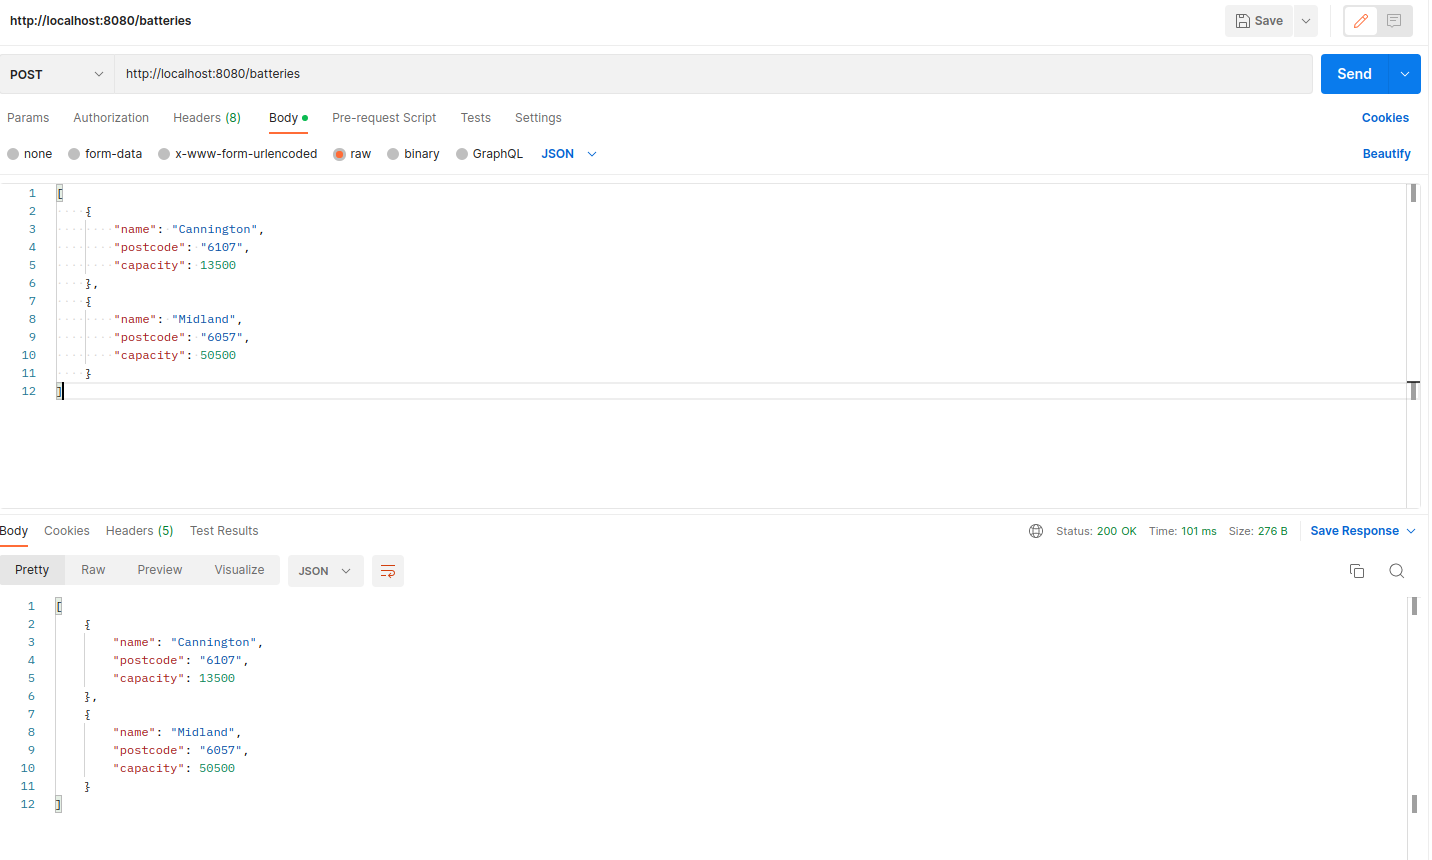 http://localhost:8080/batteries Save
POST http://localhost:8080/batteries Send
Params Authorization Headers (8) Body Pre-request Script Tests Settings Cookies
none form-data x-www-form-urlencoded raw binary GraphQL JSON Beautify
1 [
2 {
3 "name": "Cannington",
4 "postcode": "6107",
5 "capacity": 13500
6 },
7 {
8 "name": "Midland",
9 "postcode": "6057",
10 "capacity": 50500
11 }
12 ]
Body Cookies Headers (5) Test Results Status: 200 OK Time: 101 ms Size: 276 B Save Response
Pretty Raw Preview Visualize JSON
1 [
2 {
3 "name": "Cannington",
4 "postcode": "6107",
5 "capacity": 13500
6 },
7 {
8 "name": "Midland",
9 "postcode": "6057",
10 "capacity": 50500
11 }
12 ]